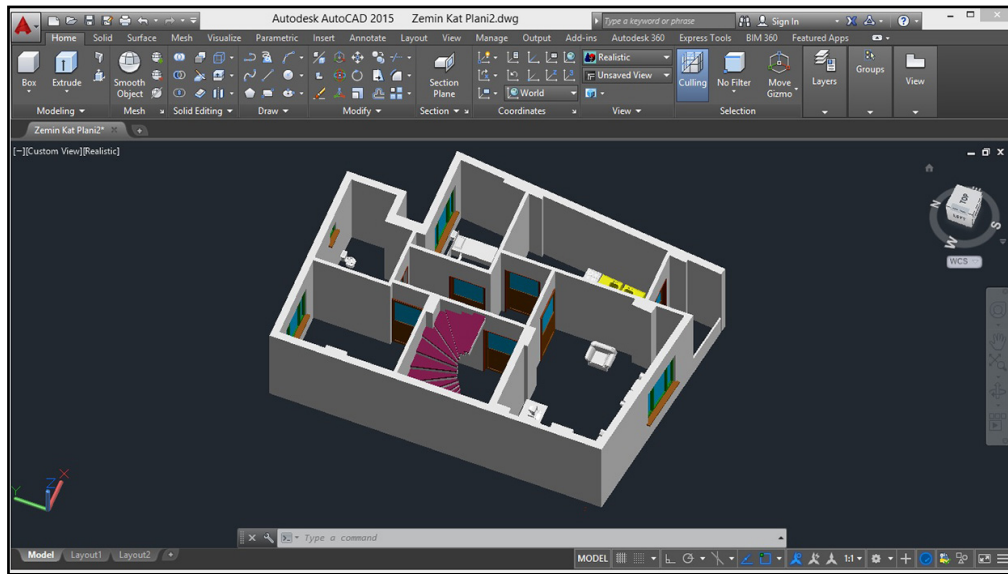 Autodesk AutoCAD 2015 Zemin Kat Plani2.dwg
Type a keyword or phrase
Sign In
Home Solid Surface Mesh Visualize Parametric Insert Annotate Layout View Manage Output Add-ins Autodesk 360 Express Tools BIM 360 Featured Apps
Box Extrude Smooth Object Section Plane World Realistic Unsaved View Culling No Filter Move Gizmo Layers Groups View
Modeling Mesh Solid Editing Draw Modify Section Coordinates View Selection
Zemin Kat Plani2*
[−][Custom View][Realistic]
TOP
N
S
W
WCS
X
Y
Z
Type a command
Model Layout1 Layout2
MODEL 1:1